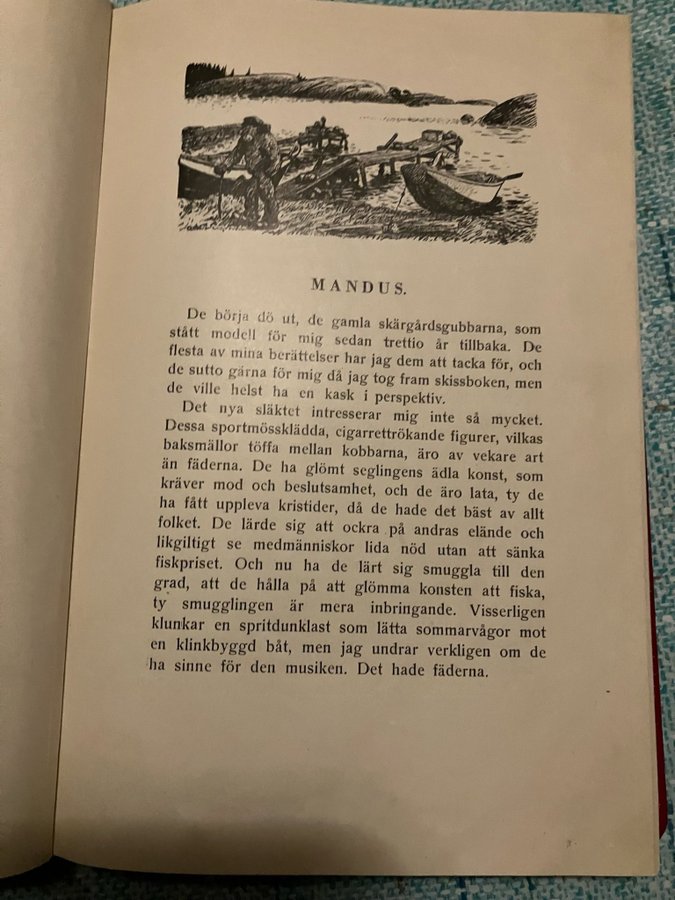 MANDUS.
De börja dö ut, de gamla skärgårdsgubbarna, som
stått modell för mig sedan trettio år tillbaka. De
flesta av mina berättelser har jag dem att tacka för, och
de sutto gärna för mig då jag tog fram skissboken, men
de ville helst ha en kask i perspektiv.
Det nya släktet intresserar mig inte så mycket.
Dessa sportmössklädda, cigarrettrökande figurer, vilkas
baksmällor töffa mellan kobbarna, äro av vekare art
än fäderna. De ha glömt seglingens ädla konst, som
kräver mod och beslutsamhet, och de äro lata, ty de
ha fått uppleva kristider, då de hade det bäst av allt
folket. De lärde sig att ockra på andras elände och
likgiltigt se medmänniskor lida nöd utan att sänka
fiskpriset. Och nu ha de lärt sig smuggla till den
grad, att de hålla på att glömma konsten att fiska,
ty smugglingen är mera inbringande. Visserligen
klunkar en spritdunklast som lätta sommarvågor mot
en klinkbyggd båt, men jag undrar verkligen om de
ha sinne för den musiken. Det hade fäderna.